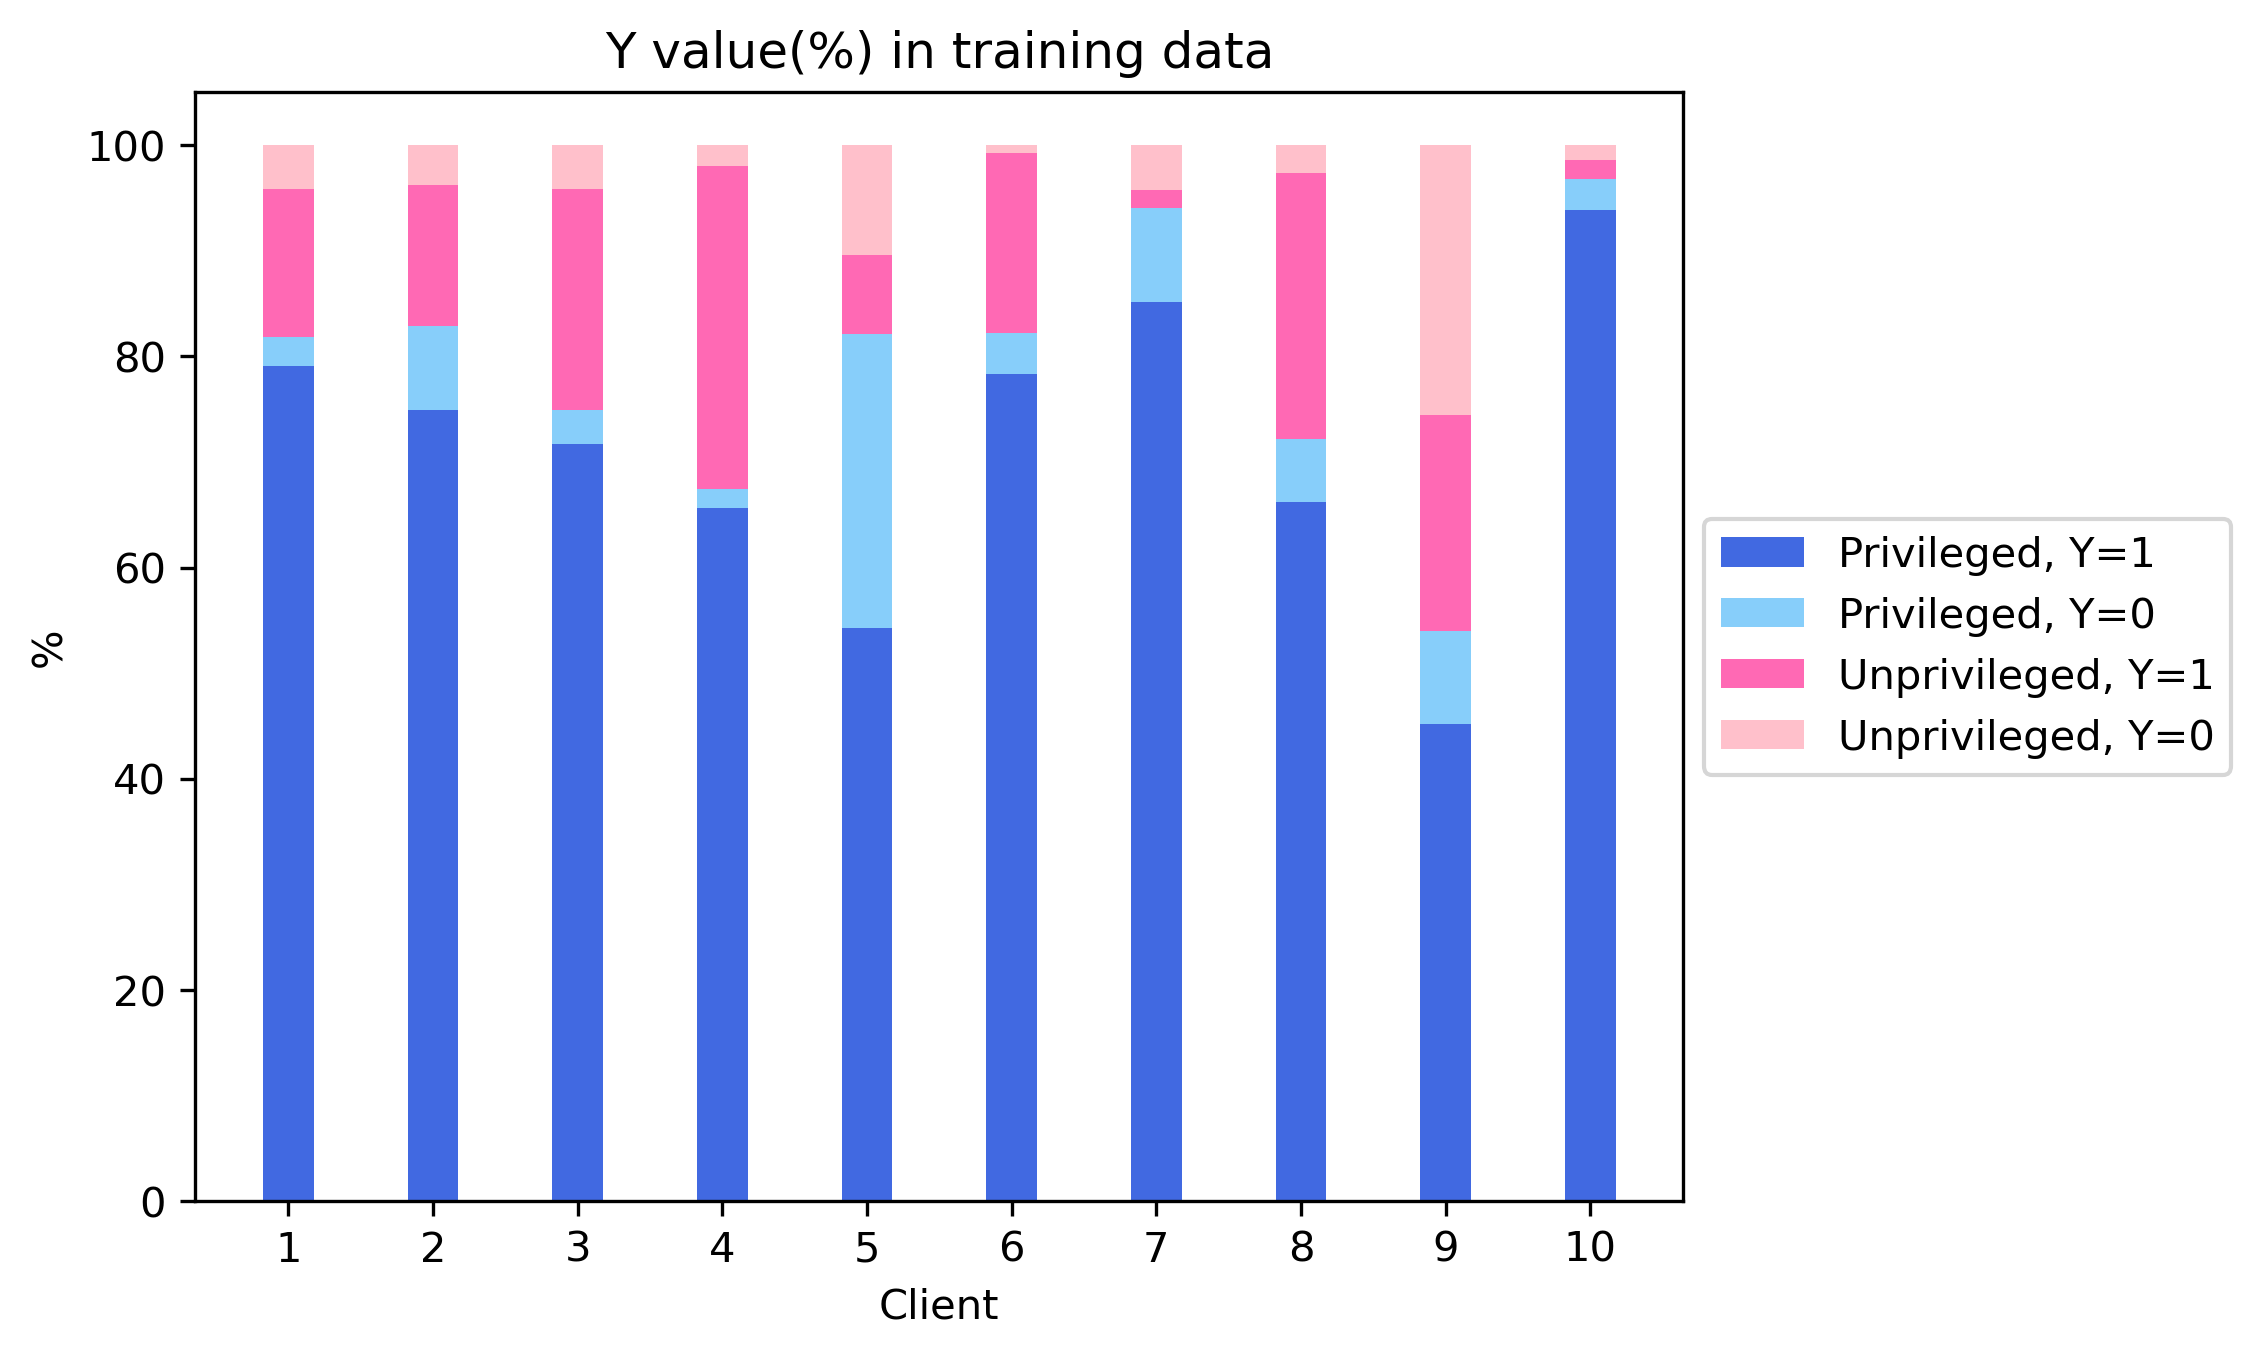 Y value(%) in training data
100
80
60
40
20
0
%
1 2 3 4 5 6 7 8 9 10
Client
Privileged, Y=1
Privileged, Y=0
Unprivileged, Y=1
Unprivileged, Y=0